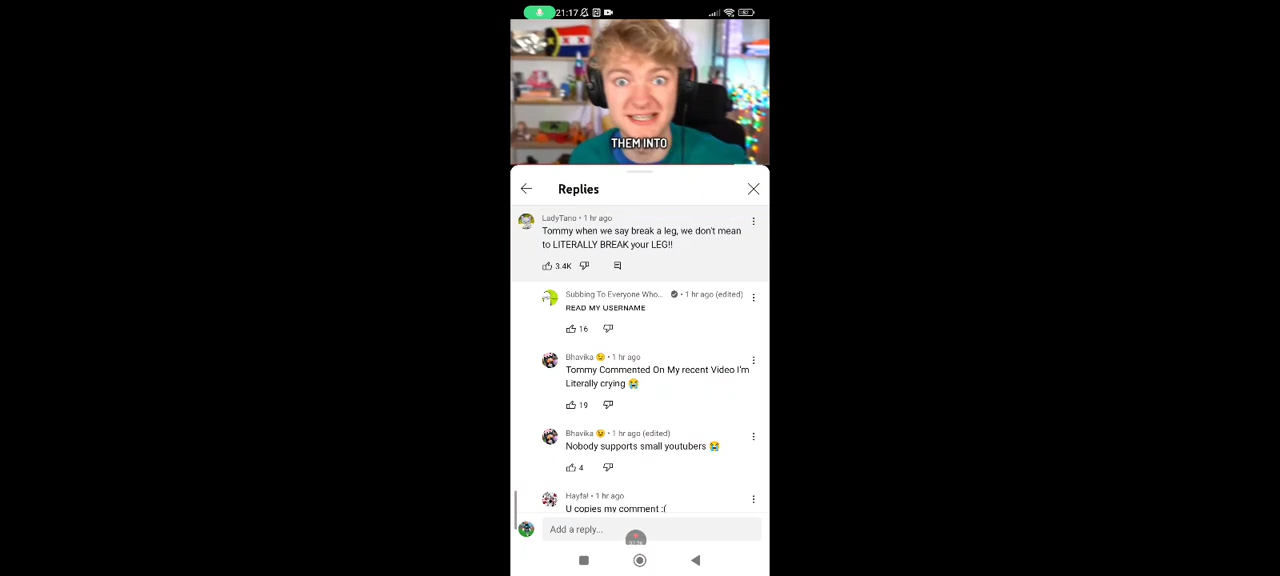 21:17
THEM INTO
Replies
LadyTano • 1 hr ago
Tommy when we say break a leg, we don't mean
to LITERALLY BREAK your LEG!!
3.4K
Subbing To Everyone Who... • 1 hr ago (edited)
READ MY USERNAME
16
Bhavika 😉 • 1 hr ago
Tommy Commented On My recent Video I'm
Literally crying 😭
19
Bhavika 😉 • 1 hr ago (edited)
Nobody supports small youtubers 😭
4
Hayfa! • 1 hr ago
U copies my comment :(
Add a reply...